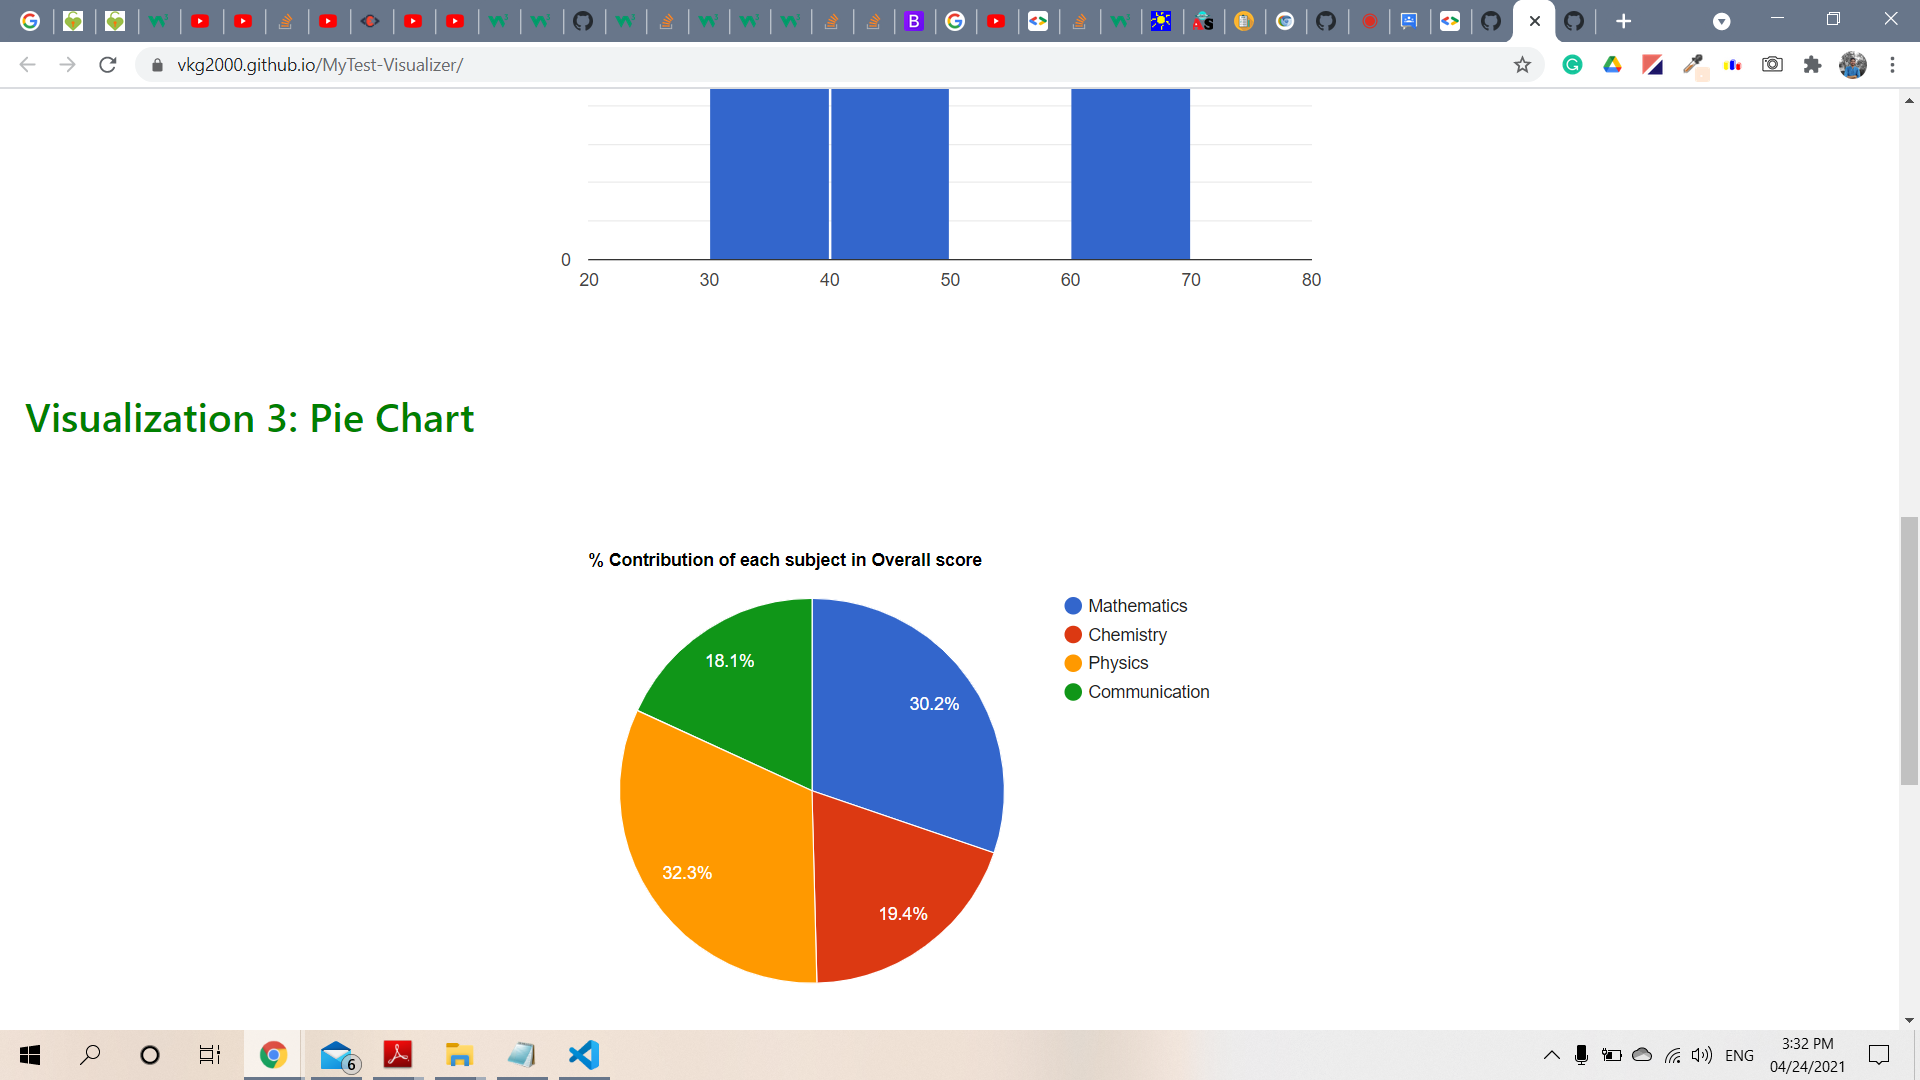 vkg2000.github.io/MyTest-Visualizer/
0
20 30 40 50 60 70 80
Visualization 3: Pie Chart
% Contribution of each subject in Overall score
Mathematics
Chemistry
Physics
Communication
18.1%
30.2%
32.3%
19.4%
6
ENG
3:32 PM
04/24/2021